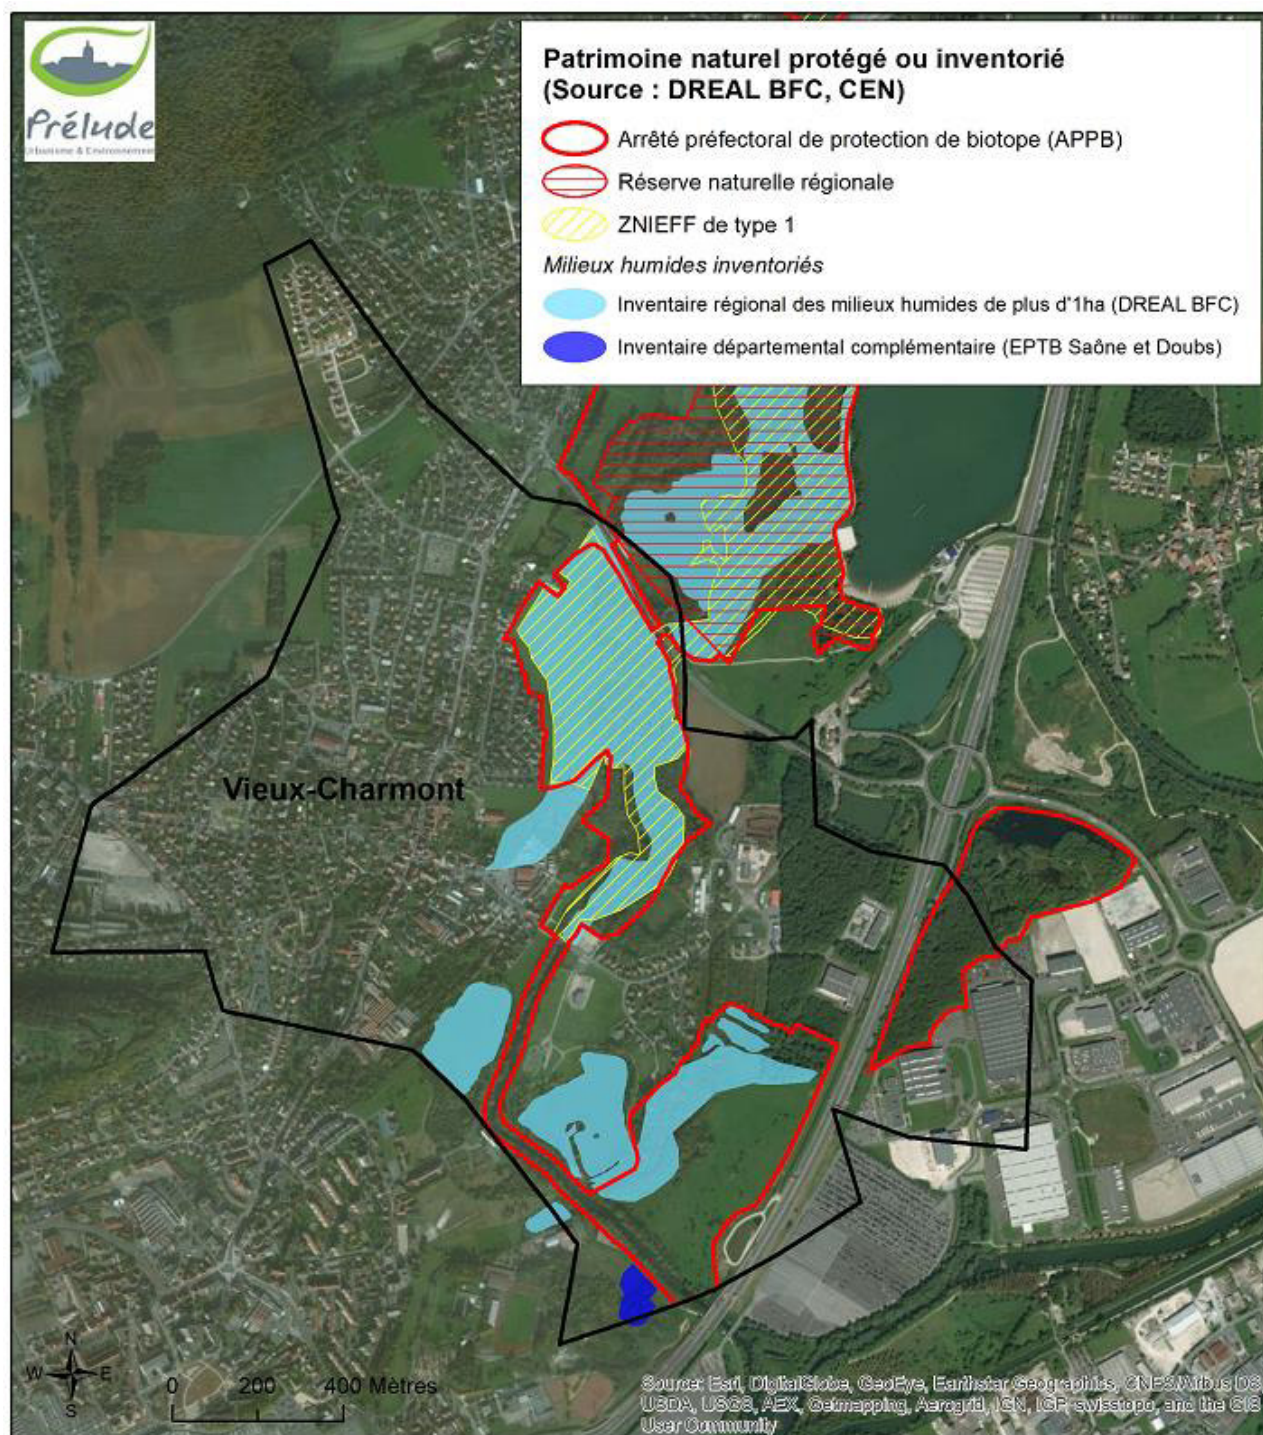 Prélude
Urbanisme & Environnement
Patrimoine naturel protégé ou inventorié
(Source : DREAL BFC, CEN)
Arrêté préfectoral de protection de biotope (APPB)
Réserve naturelle régionale
ZNIEFF de type 1
Milieux humides inventoriés
Inventaire régional des milieux humides de plus d'1ha (DREAL BFC)
Inventaire départemental complémentaire (EPTB Saône et Doubs)
Vieux-Charmont
N
W E
S
0 200 400 Mètres
Source: Esri, DigitalGlobe, GeoEye, Earthstar Geographics, CNES/Airbus DS
USDA, USGS, AEX, Getmapping, Aerogrid, IGN, IGP, swisstopo, and the GIS
User Community